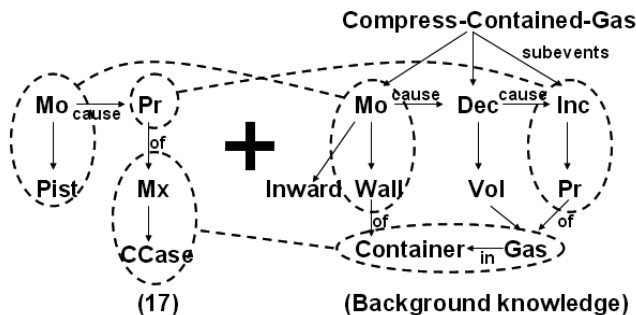 Compress-Contained-Gas
subevents
Mo cause Pr Mo cause Dec cause Inc
of
Pist Mx Inward Wall Vol Pr
of of
CCase Container in Gas
(17) (Background knowledge)